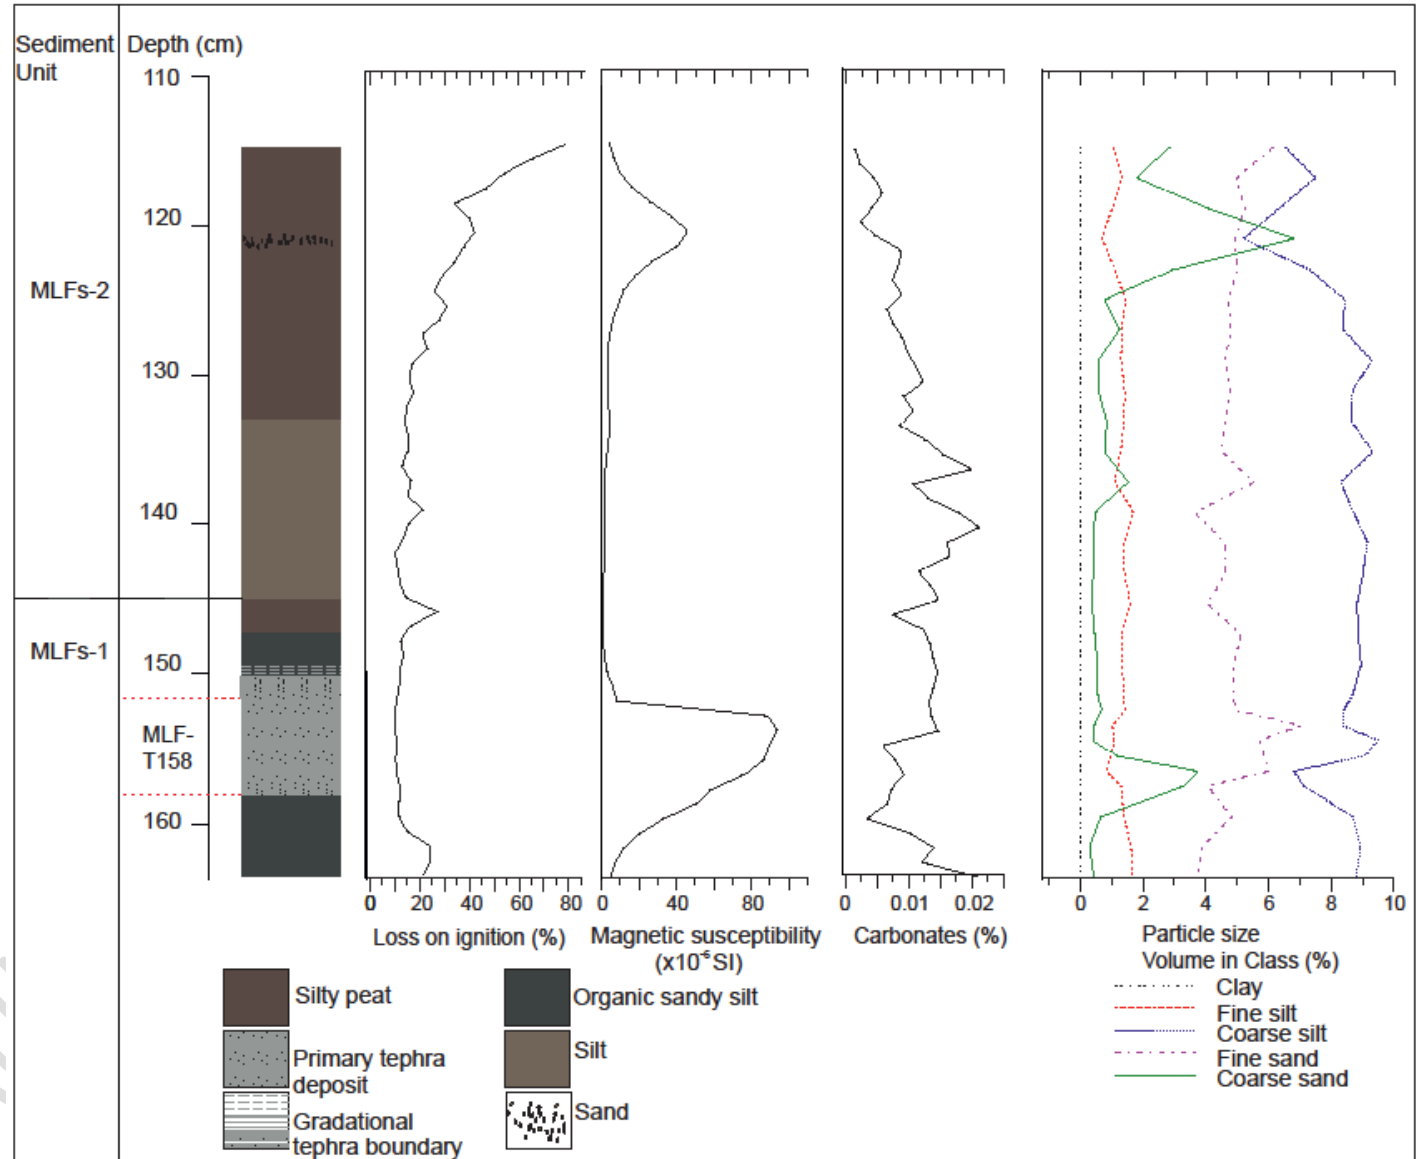 Sediment
Unit
Depth (cm)
110
120
130
140
150
160
MLFs-2
MLFs-1
MLF-
T158
0 20 40 60 80
Loss on ignition (%)
0 40 80
Magnetic susceptibility
(x10⁻⁶SI)
0 0.01 0.02
Carbonates (%)
0 2 4 6 8 10
Particle size
Volume in Class (%)
Clay
Fine silt
Coarse silt
Fine sand
Coarse sand
Silty peat
Primary tephra
deposit
Gradational
tephra boundary
Organic sandy silt
Silt
Sand